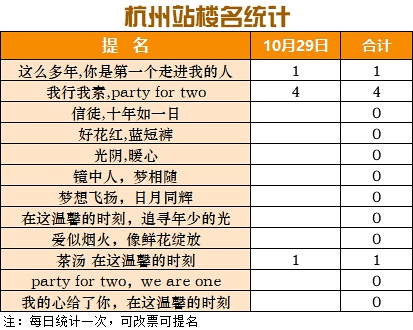 杭州站楼名统计
提 名 10月29日 合计
这么多年,你是第一个走进我的人 1 1
我行我素,party for two 4 4
信徒,十年如一日 0
好花红,蓝短裤 0
光阴,暖心 0
镜中人，梦相随 0
梦想飞扬，日月同辉 0
在这温馨的时刻，追寻年少的光 0
爱似烟火，像鲜花绽放 0
茶汤 在这温馨的时刻 1 1
party for two，we are one 0
我的心给了你，在这温馨的时刻 0
注：每日统计一次，可改票可提名